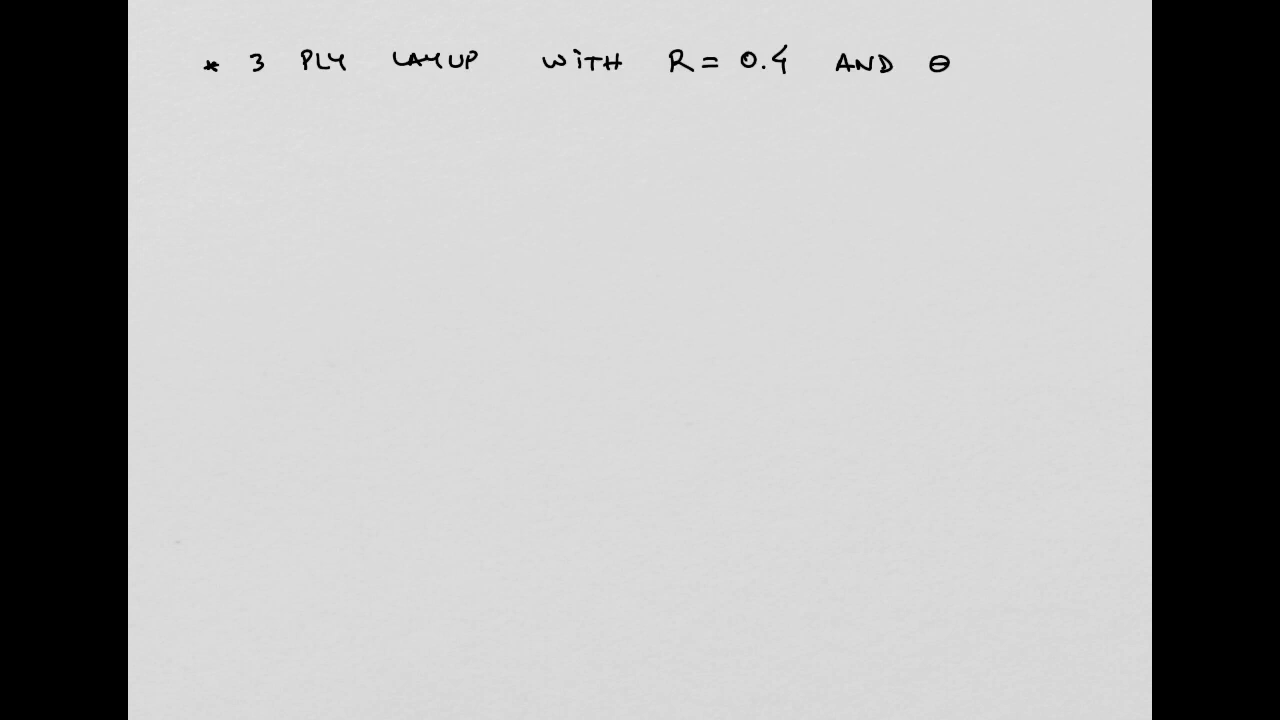 * 3 PLY LAYUP WITH R = 0.4 AND θ